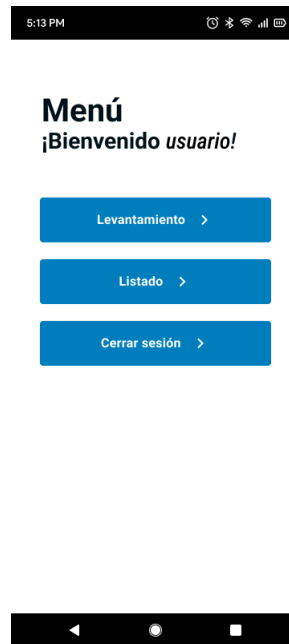 5:13 PM
Menú
¡Bienvenido usuario!
Levantamiento
Listado
Cerrar sesión